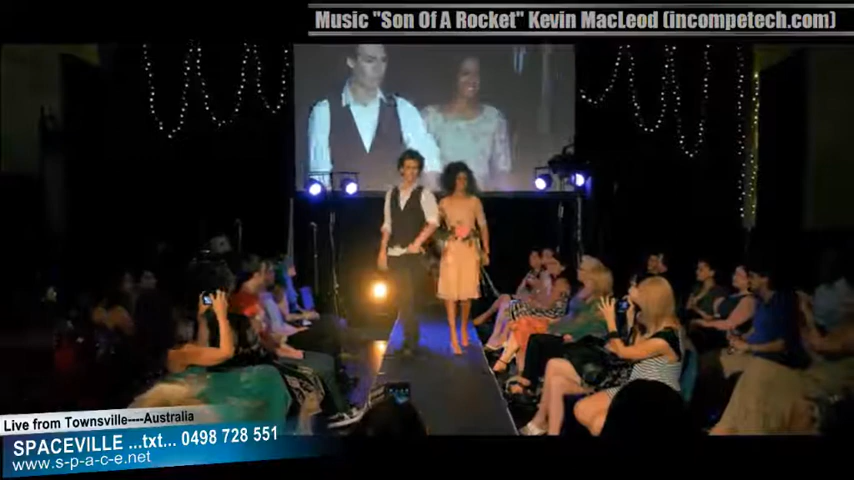 Music "Son Of A Rocket" Kevin MacLeod (incompetech.com)
Live from Townsville----Australia
SPACEVILLE ...txt... 0498 728 551
www.s-p-a-c-e.net